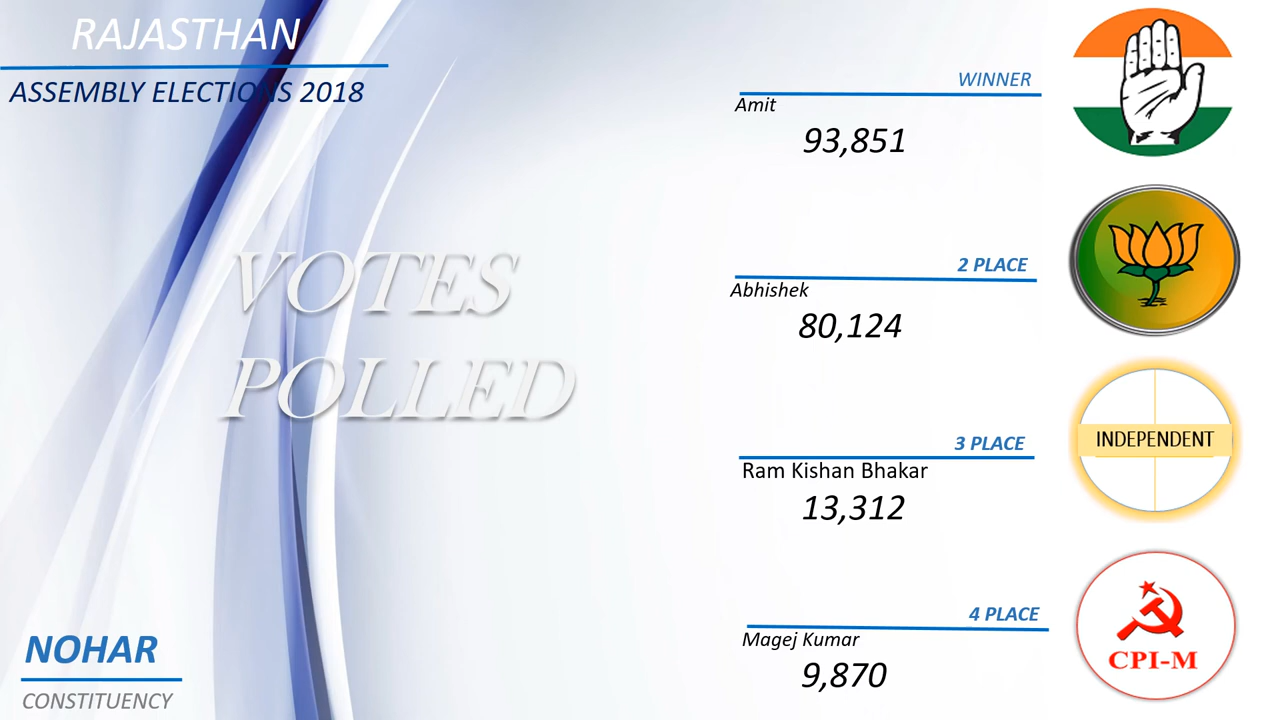 RAJASTHAN
ASSEMBLY ELECTIONS 2018
VOTES
POLLED
NOHAR
CONSTITUENCY
WINNER
Amit
93,851
2 PLACE
Abhishek
80,124
3 PLACE
Ram Kishan Bhakar
13,312
INDEPENDENT
4 PLACE
Magej Kumar
9,870
CPI-M